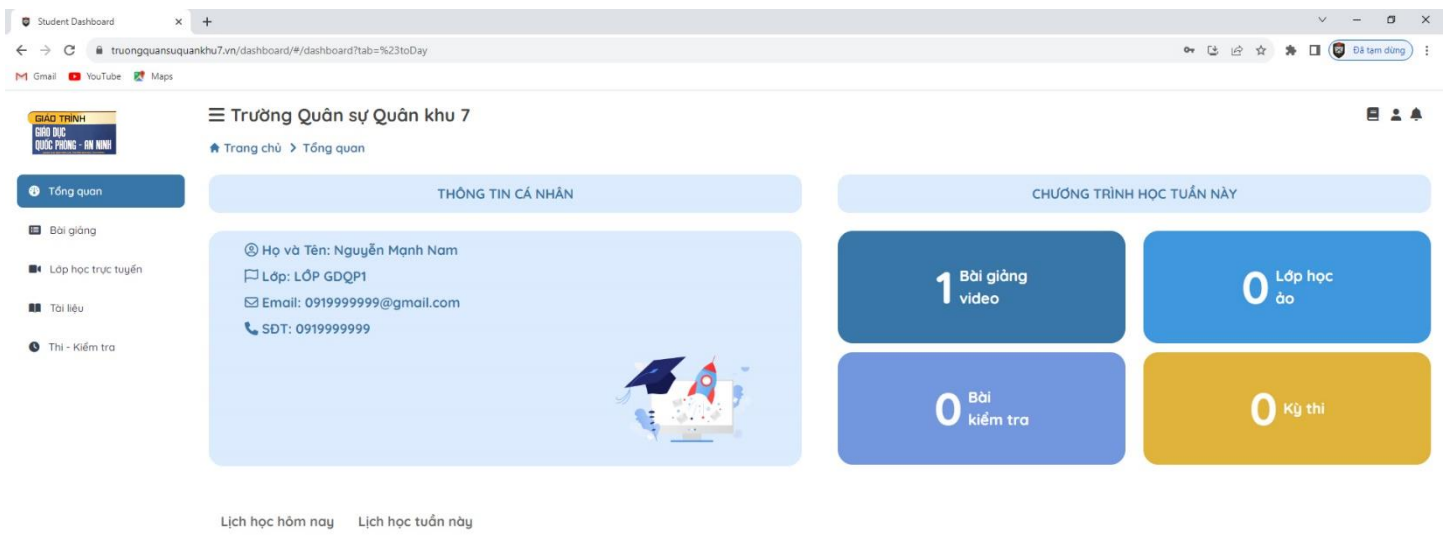 Student Dashboard
truongquansuquankhu7.vn/dashboard/#/dashboard?tab=%23toDay
Đã tạm dừng
Gmail YouTube Maps
GIÁO TRÌNH
GIÁO DỤC
QUỐC PHÒNG - AN NINH
Trường Quân sự Quân khu 7
Trang chủ > Tổng quan
Tổng quan
Bài giảng
Lớp học trực tuyến
Tài liệu
Thi - Kiểm tra
THÔNG TIN CÁ NHÂN
Họ và Tên: Nguyễn Mạnh Nam
Lớp: LỚP GDQP1
Email: 0919999999@gmail.com
SĐT: 0919999999
CHƯƠNG TRÌNH HỌC TUẦN NÀY
1 Bài giảng
video
0 Lớp học
ảo
0 Bài
kiểm tra
0 Kỳ thi
Lịch học hôm nay Lịch học tuần này